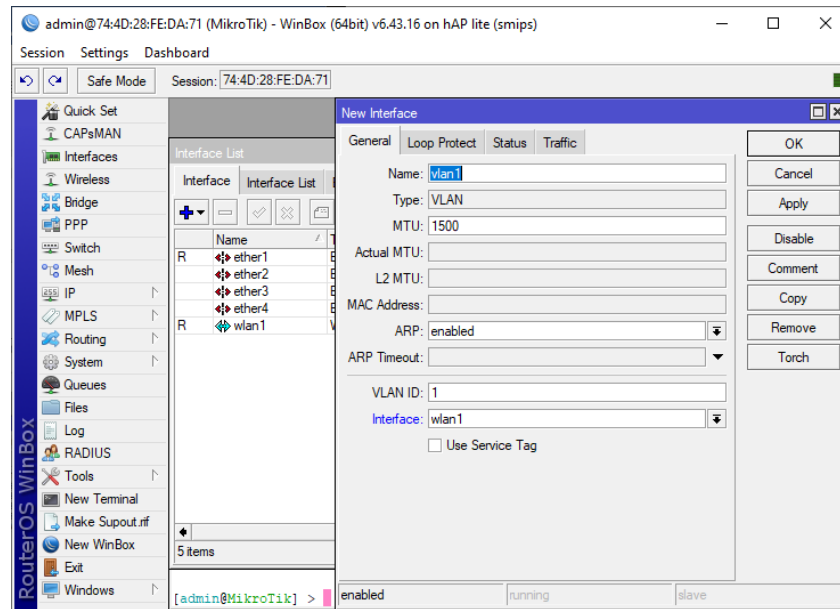 admin@74:4D:28:FE:DA:71 (MikroTik) - WinBox (64bit) v6.43.16 on hAP lite (smips)
Session Settings Dashboard
Safe Mode Session: 74:4D:28:FE:DA:71
RouterOS WinBox
Quick Set
CAPsMAN
Interfaces
Wireless
Bridge
PPP
Switch
Mesh
IP
MPLS
Routing
System
Queues
Files
Log
RADIUS
Tools
New Terminal
Make Supout.rif
New WinBox
Exit
Windows
Interface List
Interface Interface List
Name
R ether1
ether2
ether3
ether4
R wlan1
5 items
[admin@MikroTik] >
New Interface
General Loop Protect Status Traffic
Name: vlan1
Type: VLAN
MTU: 1500
Actual MTU:
L2 MTU:
MAC Address:
ARP: enabled
ARP Timeout:
VLAN ID: 1
Interface: wlan1
Use Service Tag
OK
Cancel
Apply
Disable
Comment
Copy
Remove
Torch
enabled running slave